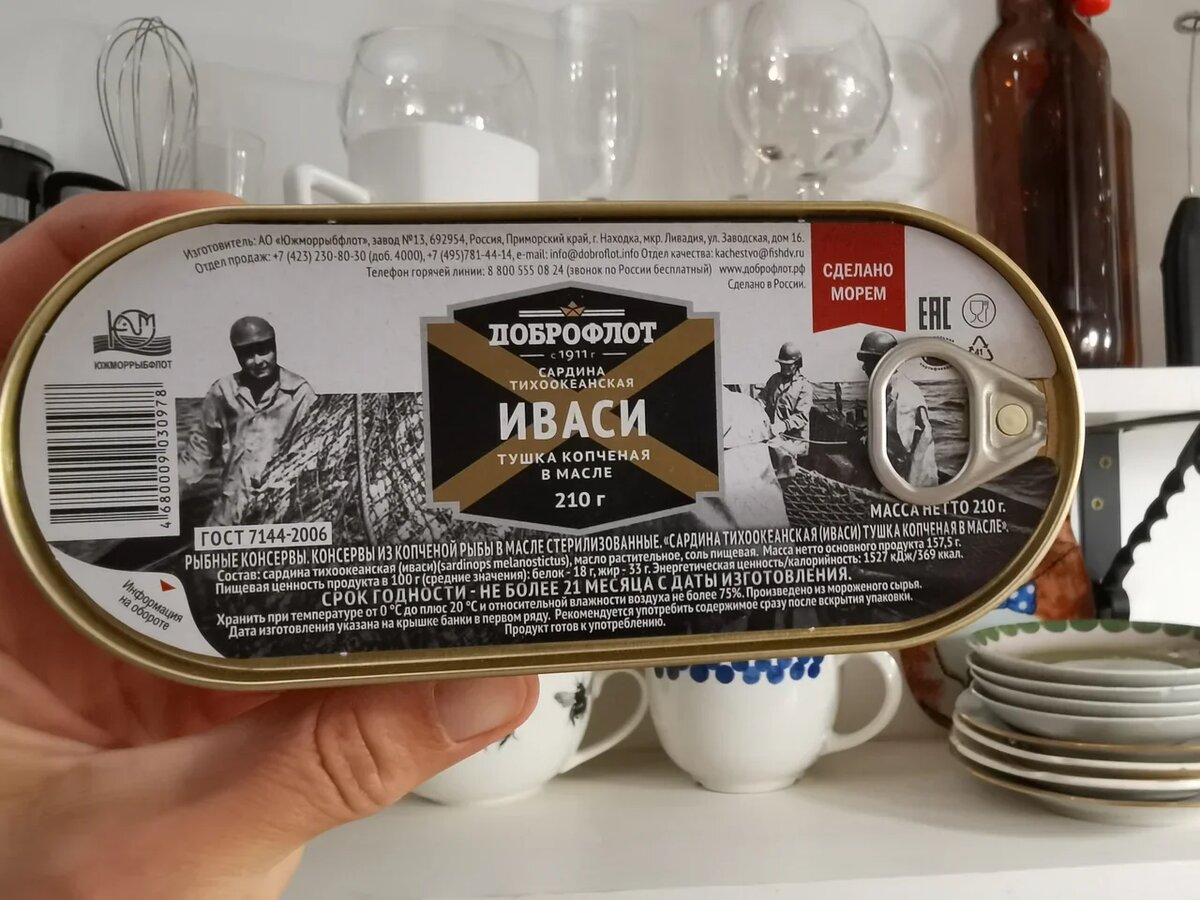 Изготовитель: АО «Южморрыбфлот», завод №13, 692954, Россия, Приморский край, г. Находка, мкр. Ливадия, ул. Заводская, дом 16.
Отдел продаж: +7 (423) 230-80-30 (доб. 4000), +7 (495)781-44-14, e-mail: info@dobroflot.info Отдел качества: kachestvo@fishdv.ru
Телефон горячей линии: 8 800 555 08 24 (звонок по России бесплатный) www.доброфлот.рф
Сделано в России.
СДЕЛАНО
МОРЕМ
ЕАС
41
ЮЖМОРРЫБФЛОТ
4680009030978
ДОБРОФЛОТ
с 1911 г
САРДИНА
ТИХООКЕАНСКАЯ
ИВАСИ
ТУШКА КОПЧЕНАЯ
В МАСЛЕ
210 г
МАССА НЕТТО 210 г.
ГОСТ 7144-2006
РЫБНЫЕ КОНСЕРВЫ. КОНСЕРВЫ ИЗ КОПЧЕНОЙ РЫБЫ В МАСЛЕ СТЕРИЛИЗОВАННЫЕ. «САРДИНА ТИХООКЕАНСКАЯ (ИВАСИ) ТУШКА КОПЧЕНАЯ В МАСЛЕ».
Состав: сардина тихоокеанская (иваси)(sardinops melanostictus), масло растительное, соль пищевая. Масса нетто основного продукта 157,5 г.
Пищевая ценность продукта в 100 г (средние значения): белок - 18 г, жир - 33 г. Энергетическая ценность/калорийность: 1527 кДж/369 ккал.
СРОК ГОДНОСТИ - НЕ БОЛЕЕ 21 МЕСЯЦА С ДАТЫ ИЗГОТОВЛЕНИЯ.
Хранить при температуре от 0 °С до плюс 20 °С и относительной влажности воздуха не более 75%. Произведено из мороженого сырья.
Дата изготовления указана на крышке банки в первом ряду. Рекомендуется употребить содержимое сразу после вскрытия упаковки.
Продукт готов к употреблению.
Информация
на обороте